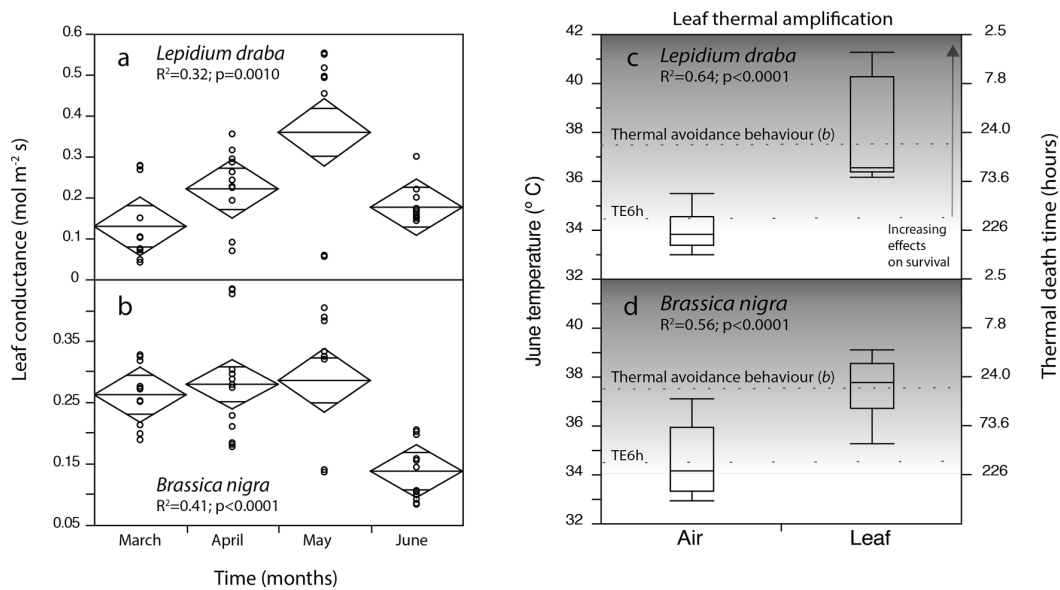 Leaf thermal amplification
Leaf conductance (mol m⁻² s)
a
Lepidium draba
R²=0.32; p=0.0010
0.6
0.5
0.4
0.3
0.2
0.1
0
b
0.35
0.25
0.15
0.05
Brassica nigra
R²=0.41; p<0.0001
March
April
May
June
Time (months)
June temperature (º C)
c
Lepidium draba
R²=0.64; p<0.0001
42
40
38
36
34
32
Thermal avoidance behaviour (b)
TE6h
Increasing
effects
on survival
2.5
7.8
24.0
73.6
226
2.5
d
Brassica nigra
R²=0.56; p<0.0001
40
38
36
34
32
Thermal avoidance behaviour (b)
TE6h
7.8
24.0
73.6
226
Air
Leaf
Thermal death time (hours)